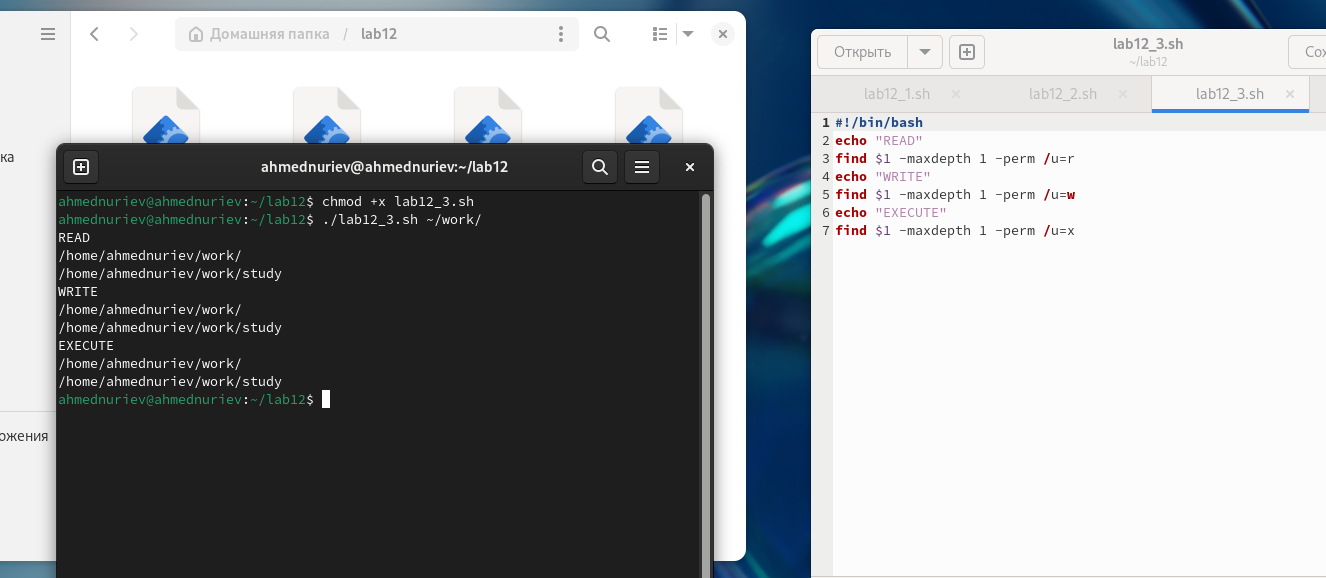 Домашняя папка / lab12
ка
ожения
ahmednuriev@ahmednuriev:~/lab12
ahmednuriev@ahmednuriev:~/lab12$ chmod +x lab12_3.sh
ahmednuriev@ahmednuriev:~/lab12$ ./lab12_3.sh ~/work/
READ
/home/ahmednuriev/work/
/home/ahmednuriev/work/study
WRITE
/home/ahmednuriev/work/
/home/ahmednuriev/work/study
EXECUTE
/home/ahmednuriev/work/
/home/ahmednuriev/work/study
ahmednuriev@ahmednuriev:~/lab12$
Открыть
lab12_3.sh
~/lab12
Сох
lab12_1.sh
lab12_2.sh
lab12_3.sh
1 #!/bin/bash
2 echo "READ"
3 find $1 -maxdepth 1 -perm /u=r
4 echo "WRITE"
5 find $1 -maxdepth 1 -perm /u=w
6 echo "EXECUTE"
7 find $1 -maxdepth 1 -perm /u=x